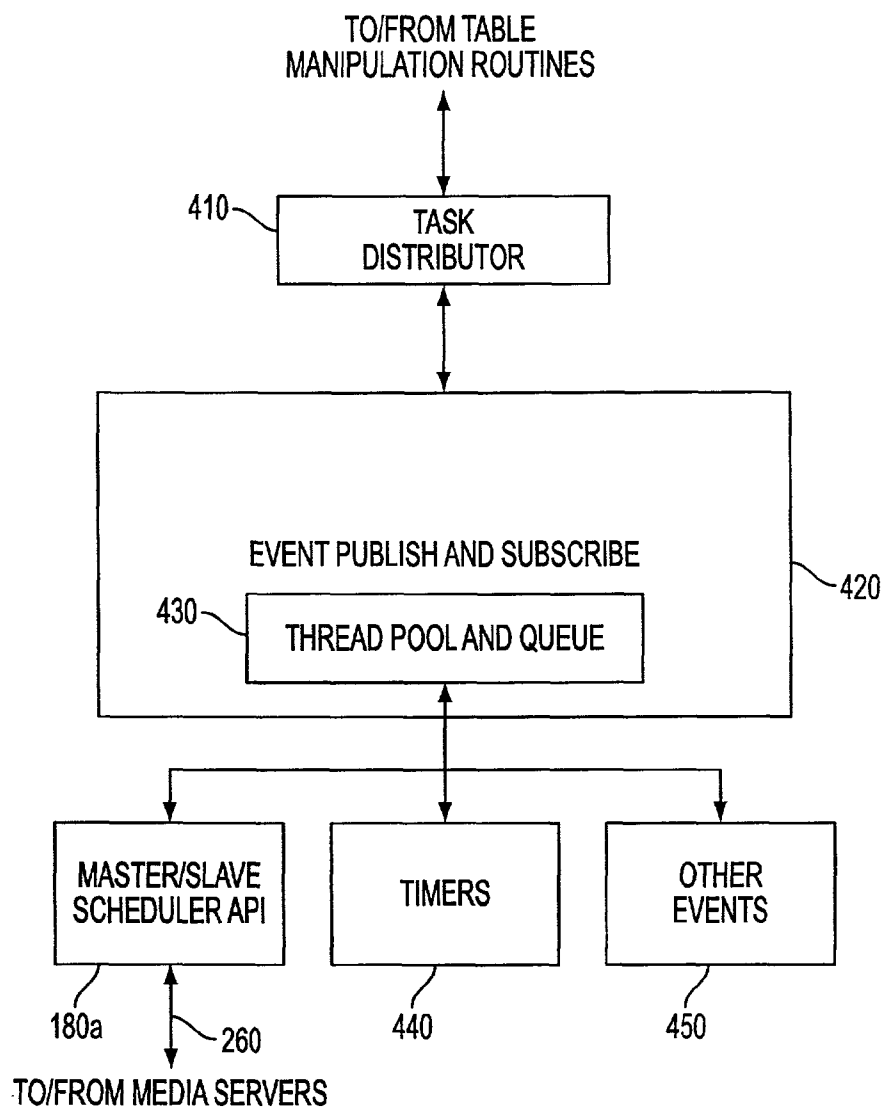 TO/FROM TABLE
MANIPULATION ROUTINES
410
TASK
DISTRIBUTOR
EVENT PUBLISH AND SUBSCRIBE
420
430
THREAD POOL AND QUEUE
MASTER/SLAVE
SCHEDULER API
TIMERS
OTHER
EVENTS
180a
260
440
450
TO/FROM MEDIA SERVERS